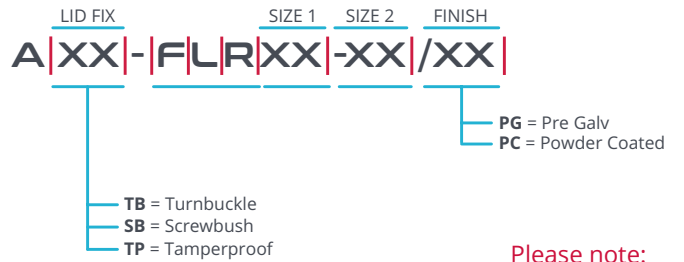 LID FIX SIZE 1 SIZE 2 FINISH
A|XX|-|F|L|R|XX|-XX|/XX|
PG = Pre Galv
PC = Powder Coated
TB = Turnbuckle
SB = Screwbush
TP = Tamperproof
Please note: